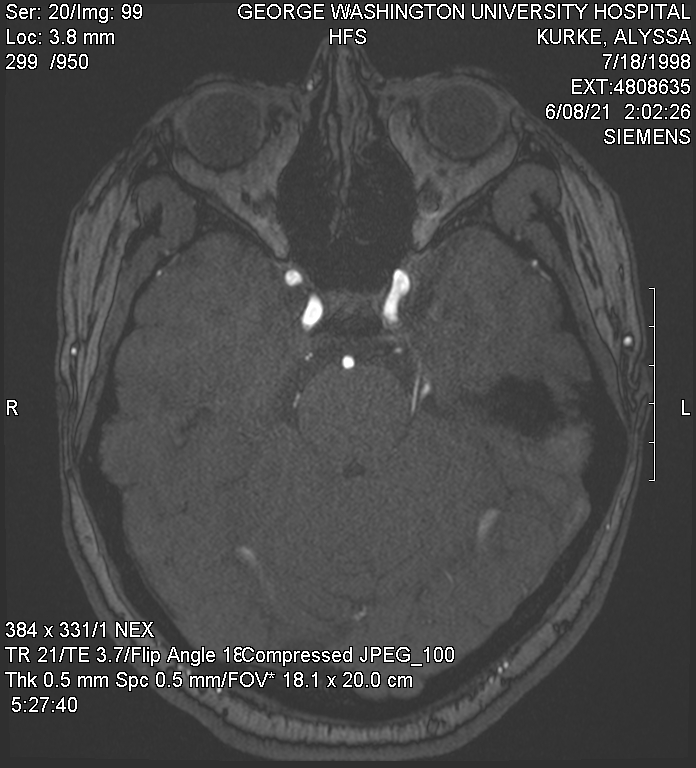 Ser: 20/Img: 99
Loc: 3.8 mm
299 /950
HFS
GEORGE WASHINGTON UNIVERSITY HOSPITAL
KURKE, ALYSSA
7/18/1998
EXT:4808635
6/08/21 2:02:26
SIEMENS
R
L
384 x 331/1 NEX
TR 21/TE 3.7/Flip Angle 18Compressed JPEG_100
Thk 0.5 mm Spc 0.5 mm/FOV* 18.1 x 20.0 cm
5:27:40